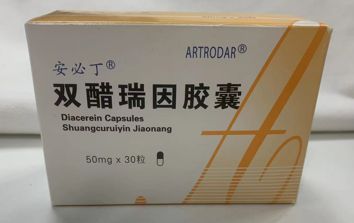 ARTRODAR®
安必丁®
双醋瑞因胶囊
Diacerein Capsules
Shuangcuruiyin Jiaonang
50mg x 30粒